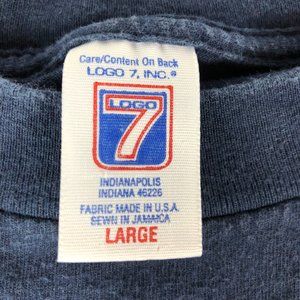 Care/Content On Back
LOGO 7, INC.®
LOGO
7
INDIANAPOLIS
INDIANA 46226
FABRIC MADE IN U.S.A.
SEWN IN JAMAICA
LARGE